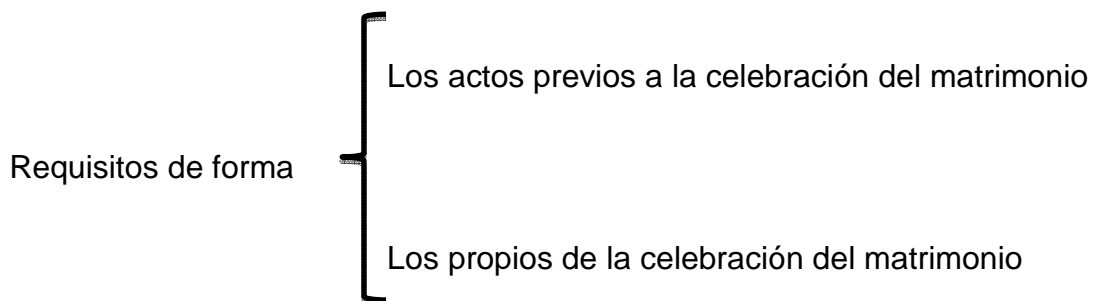 Los actos previos a la celebración del matrimonio
Requisitos de forma
Los propios de la celebración del matrimonio